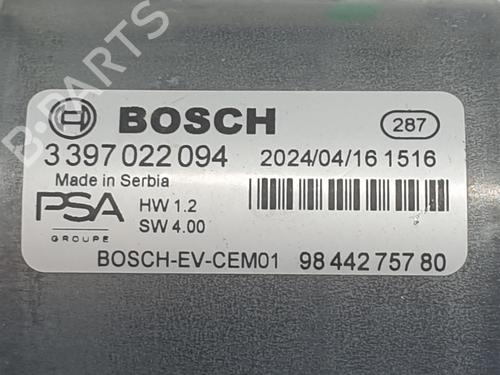 B-PARTS
BOSCH 287
3 397 022 094 2024/04/16 1516
Made in Serbia
PSA HW 1.2
GROUPE SW 4.00
BOSCH-EV-CEM01 98 442 757 80